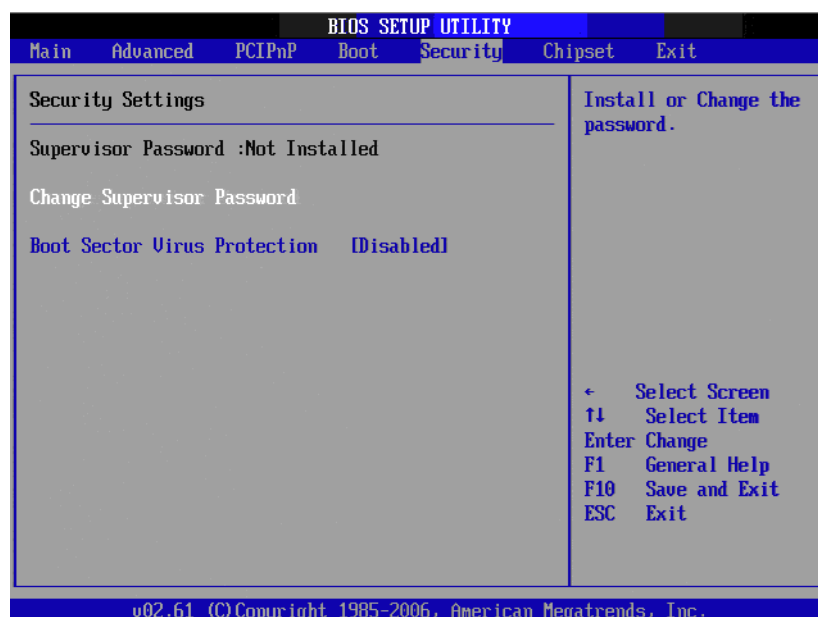 BIOS SETUP UTILITY
Main Advanced PCIPnP Boot Security Chipset Exit
Security Settings
Supervisor Password :Not Installed
Change Supervisor Password
Boot Sector Virus Protection [Disabled]
Install or Change the
password.
← Select Screen
↑↓ Select Item
Enter Change
F1 General Help
F10 Save and Exit
ESC Exit
v02.61 (C)Copyright 1985-2006, American Megatrends, Inc.